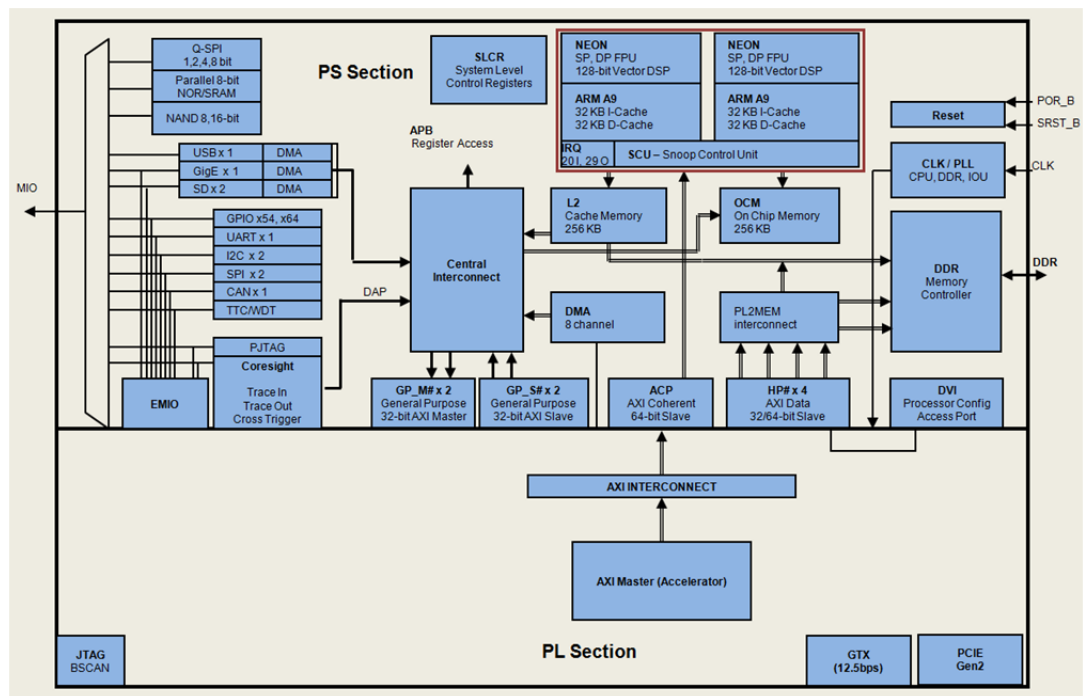 PS Section
Q-SPI
1,2,4,8 bit
Parallel 8-bit
NOR/SRAM
NAND 8,16-bit
USB x 1
DMA
GigE x 1
DMA
SD x 2
DMA
MIO
GPIO x54, x64
UART x 1
I2C x 2
SPI x 2
CAN x 1
TTC/WDT
PJTAG
Coresight
Trace In
Trace Out
Cross Trigger
EMIO
DAP
SLCR
System Level
Control Registers
APB
Register Access
Central
Interconnect
NEON
SP, DP FPU
128-bit Vector DSP
ARM A9
32 KB I-Cache
32 KB D-Cache
NEON
SP, DP FPU
128-bit Vector DSP
ARM A9
32 KB I-Cache
32 KB D-Cache
IRQ
20 I, 29 O
SCU – Snoop Control Unit
L2
Cache Memory
256 KB
OCM
On Chip Memory
256 KB
DMA
8 channel
PL2MEM
interconnect
Reset
POR_B
SRST_B
CLK / PLL
CPU, DDR, IOU
CLK
DDR
Memory
Controller
DDR
GP_M# x 2
General Purpose
32-bit AXI Master
GP_S# x 2
General Purpose
32-bit AXI Slave
ACP
AXI Coherent
64-bit Slave
HP# x 4
AXI Data
32/64-bit Slave
DVI
Processor Config
Access Port
AXI INTERCONNECT
AXI Master (Accelerator)
JTAG
BSCAN
PL Section
GTX
(12.5bps)
PCIE
Gen2